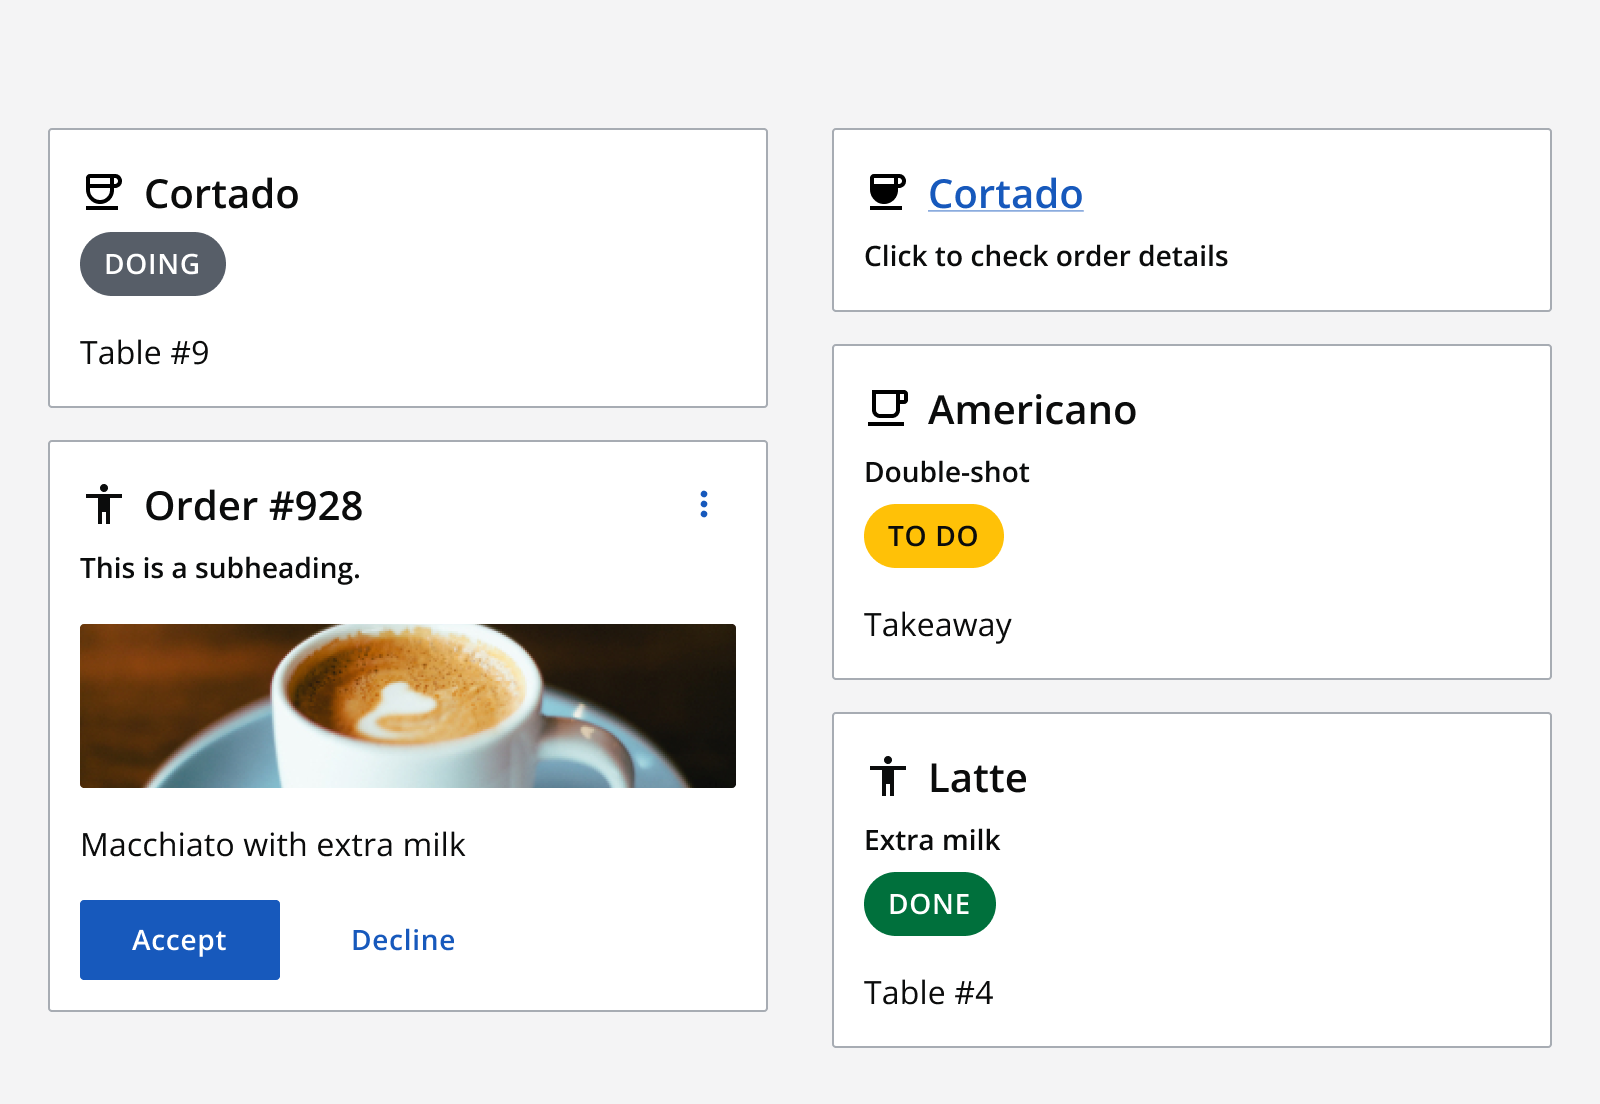 Cortado
DOING
Table #9
Order #928
This is a subheading.
Macchiato with extra milk
Accept
Decline
Cortado
Click to check order details
Americano
Double-shot
TO DO
Takeaway
Latte
Extra milk
DONE
Table #4